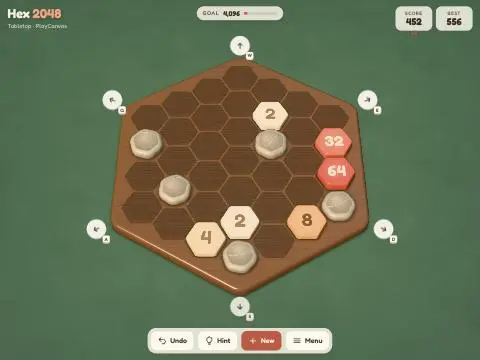 Hex 2048
Tabletop · PlayCanvas
GOAL 4,096
SCORE
452
BEST
556
W
Q
E
2
32
64
2
8
4
A
D
S
Undo
Hint
New
Menu